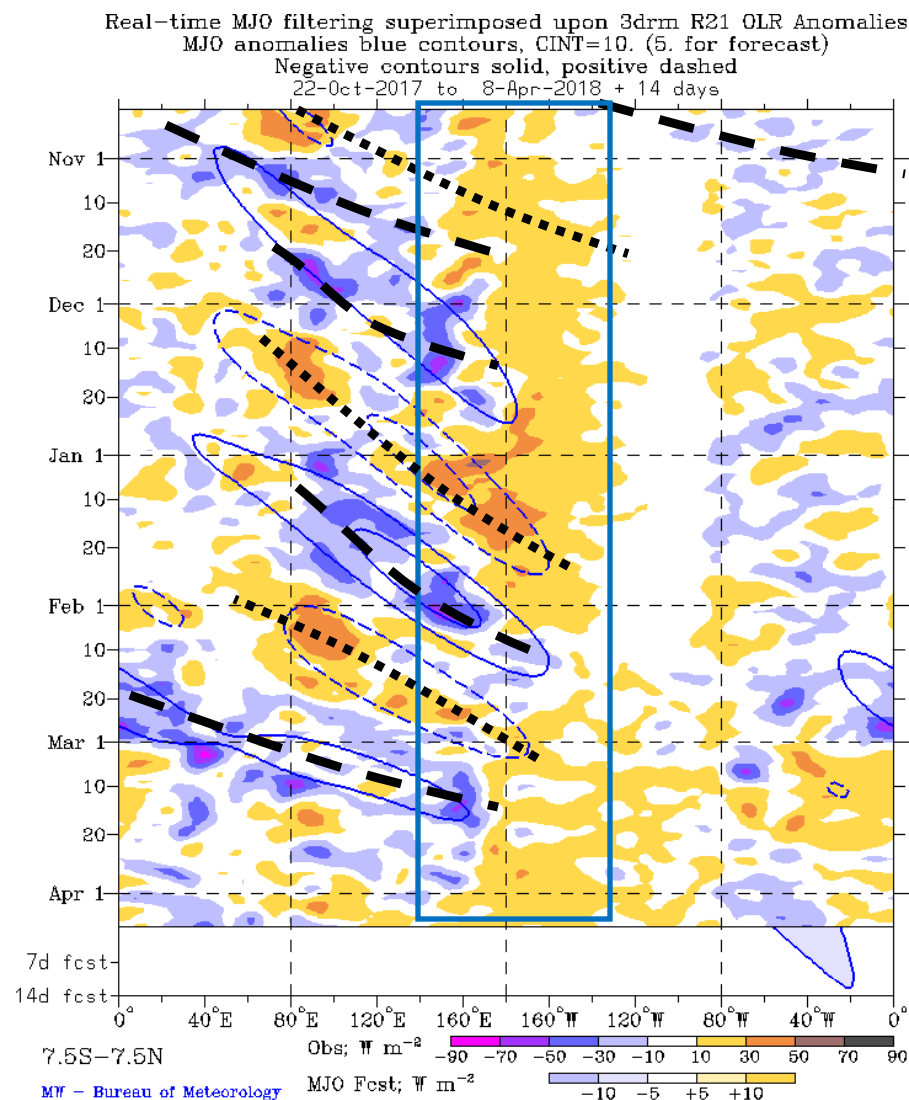 Real-time MJO filtering superimposed upon 3drm R21 OLR Anomalies
MJO anomalies blue contours, CINT=10. (5. for forecast)
Negative contours solid, positive dashed
22-Oct-2017 to 8-Apr-2018 + 14 days
Nov 1
10
20
Dec 1
10
20
Jan 1
10
20
Feb 1
10
20
Mar 1
10
20
Apr 1
7d fcst
14d fcst
0° 40°E 80°E 120°E 160°E 160°W 120°W 80°W 40°W 0°
7.5S-7.5N
Obs; W m-2
-90 -70 -50 -30 -10 10 30 50 70 90
MJO Fcst; W m-2
-10 -5 +5 +10
MW - Bureau of Meteorology